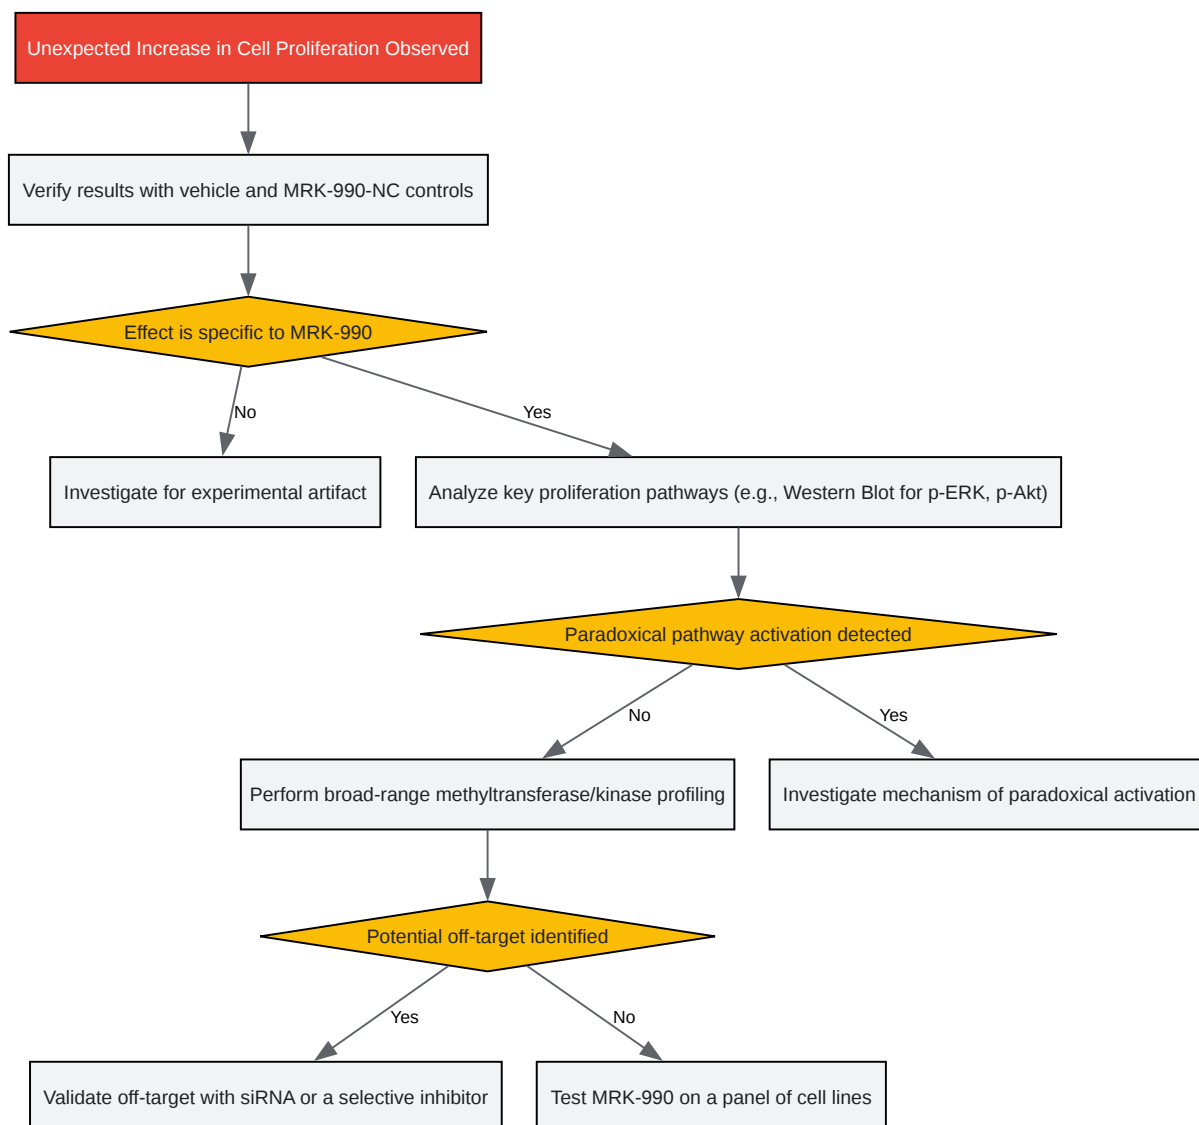 Unexpected Increase in Cell Proliferation Observed
Verify results with vehicle and MRK-990-NC controls
Effect is specific to MRK-990
No
Yes
Investigate for experimental artifact
Analyze key proliferation pathways (e.g., Western Blot for p-ERK, p-Akt)
Paradoxical pathway activation detected
No
Yes
Perform broad-range methyltransferase/kinase profiling
Investigate mechanism of paradoxical activation
Potential off-target identified
Yes
No
Validate off-target with siRNA or a selective inhibitor
Test MRK-990 on a panel of cell lines